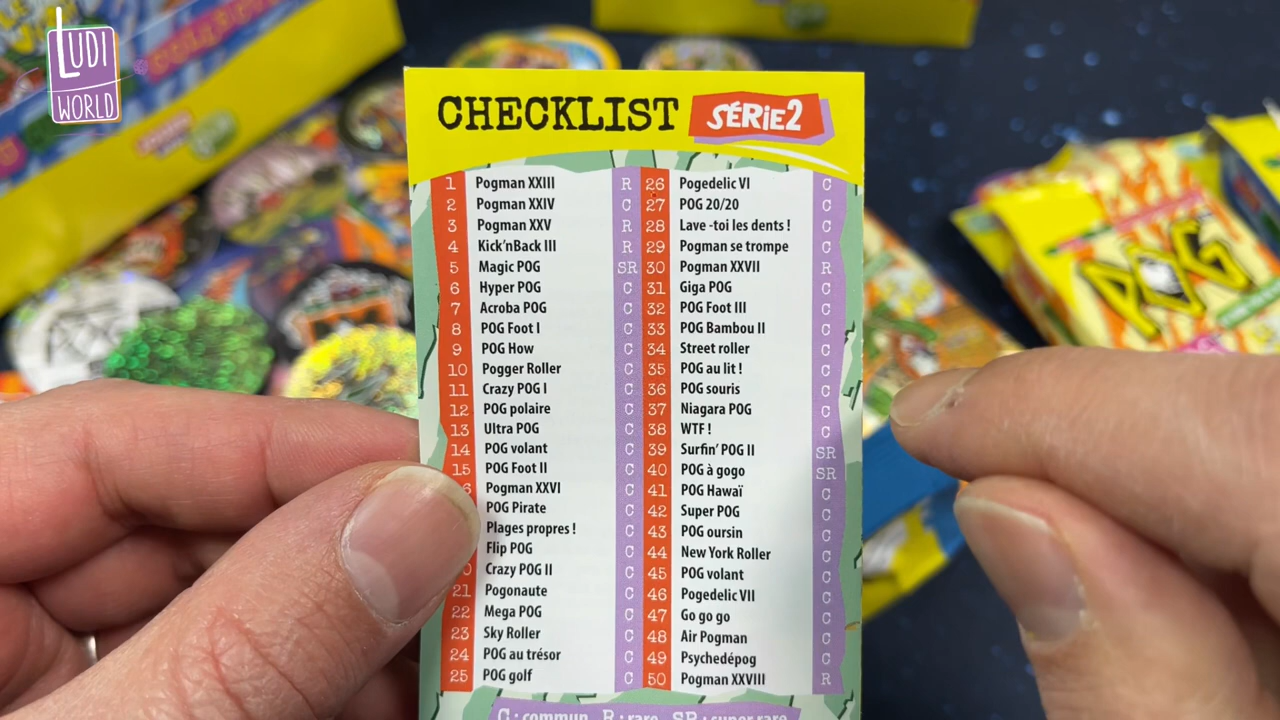 LUDI
WORLD
CHECKLIST SÉRIE2
1 Pogman XXIII R
2 Pogman XXIV C
3 Pogman XXV R
4 Kick'nBack III R
5 Magic POG SR
6 Hyper POG C
7 Acroba POG C
8 POG Foot I C
9 POG How C
10 Pogger Roller C
11 Crazy POG I C
12 POG polaire C
13 Ultra POG C
14 POG volant C
15 POG Foot II C
6 Pogman XXVI C
POG Pirate C
Plages propres ! C
Flip POG C
0 Crazy POG II C
21 Pogonaute C
22 Mega POG C
23 Sky Roller C
24 POG au trésor C
25 POG golf C
26 Pogedelic VI C
27 POG 20/20 C
28 Lave -toi les dents ! C
29 Pogman se trompe C
30 Pogman XXVII R
31 Giga POG C
32 POG Foot III C
33 POG Bambou II C
34 Street roller C
35 POG au lit ! C
36 POG souris C
37 Niagara POG C
38 WTF ! C
39 Surfin' POG II SR
40 POG à gogo SR
41 POG Hawaï C
42 Super POG C
43 POG oursin C
44 New York Roller C
45 POG volant C
46 Pogedelic VII C
47 Go go go C
48 Air Pogman C
49 Psychedépog C
50 Pogman XXVIII R
C : commun R : rare SR : super rare
POG